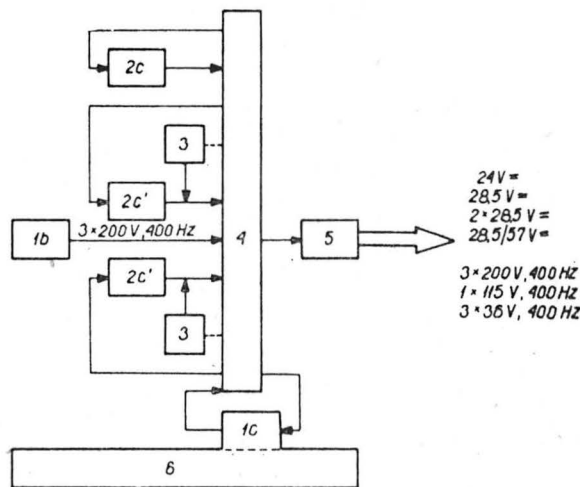 2c
3
2c'
1b
3×200 V, 400 Hz
4
5
2c'
3
1c
6
24 V =
28.5 V =
2 × 28.5 V =
28.5/57 V =
3 × 200 V, 400 Hz
1 × 115 V, 400 Hz
3 × 36 V, 400 Hz